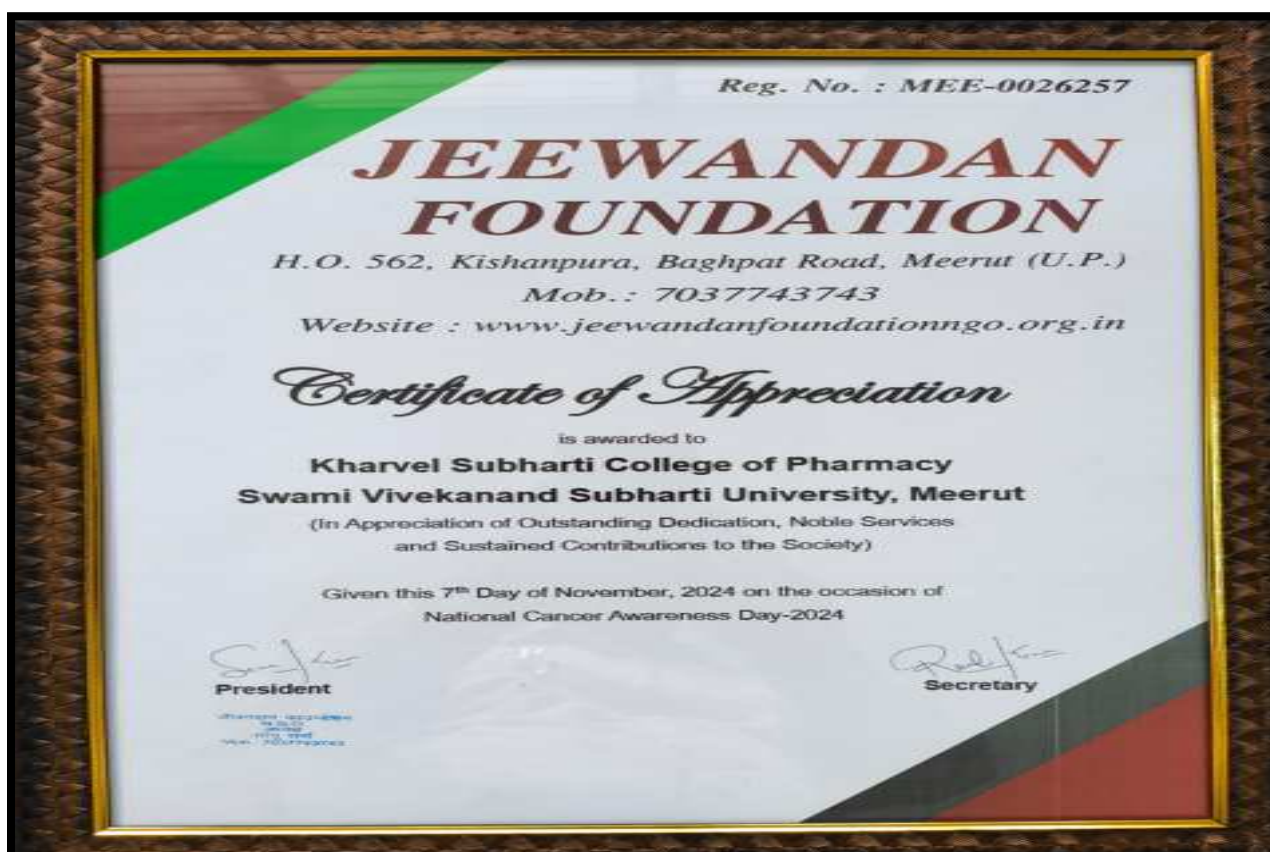 Reg. No. : MEE-0026257
JEEWANDAN
FOUNDATION
H.O. 562, Kishanpura, Baghpat Road, Meerut (U.P.)
Mob.: 7037743743
Website : www.jeewandanfoundationngo.org.in
Certificate of Appreciation
is awarded to
Kharvel Subharti College of Pharmacy
Swami Vivekanand Subharti University, Meerut
(In Appreciation of Outstanding Dedication, Noble Services
and Sustained Contributions to the Society)
Given this 7th Day of November, 2024 on the occasion of
National Cancer Awareness Day-2024
President
Secretary